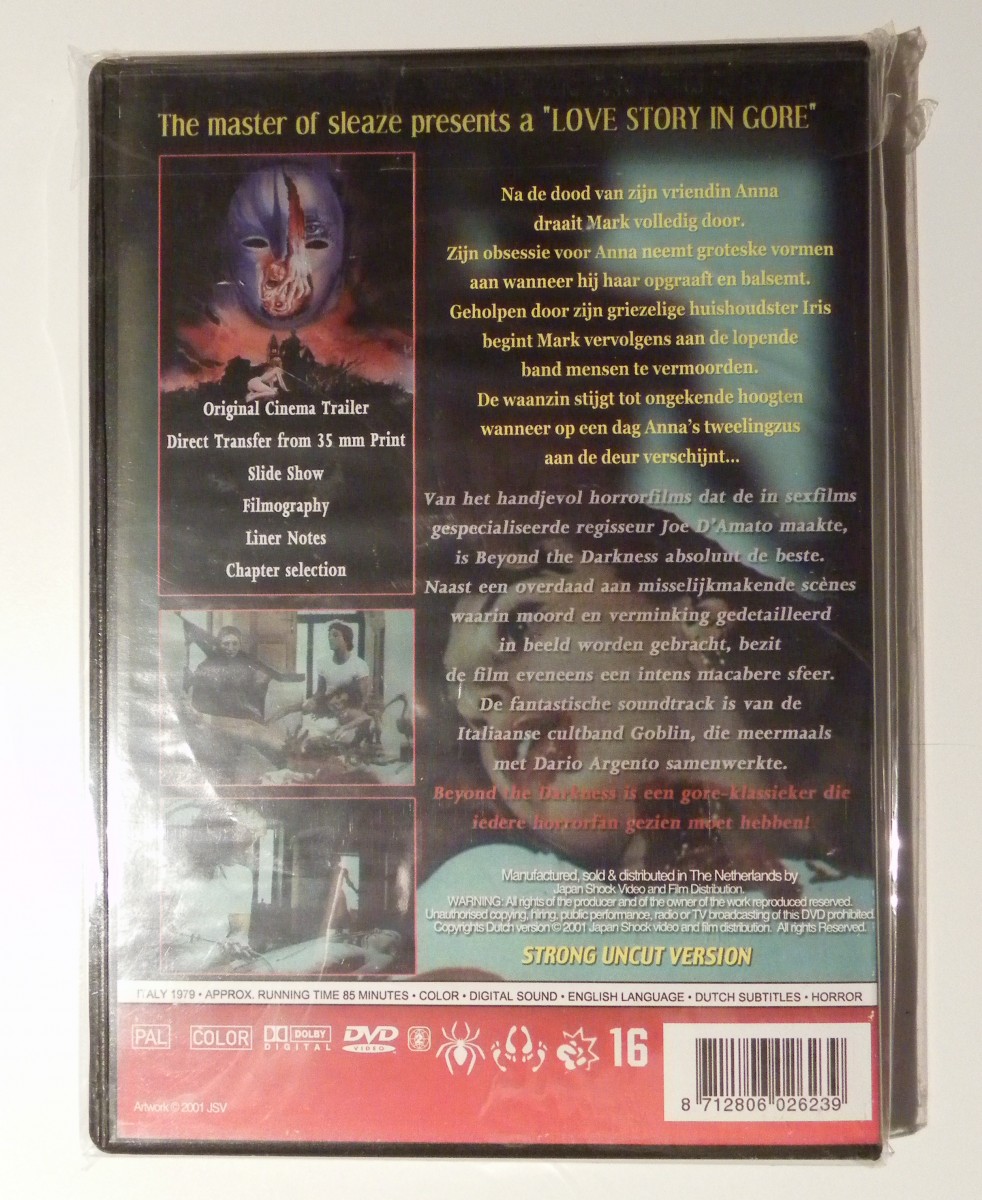 The master of sleaze presents a "LOVE STORY IN GORE"
Original Cinema Trailer
Direct Transfer from 35 mm Print
Slide Show
Filmography
Liner Notes
Chapter selection
Na de dood van zijn vriendin Anna
draait Mark volledig door.
Zijn obsessie voor Anna neemt groteske vormen
aan wanneer hij haar opgraaft en balsemt.
Geholpen door zijn griezelige huishoudster Iris
begint Mark vervolgens aan de lopende
band mensen te vermoorden.
De waanzin stijgt tot ongekende hoogten
wanneer op een dag Anna's tweelingzus
aan de deur verschijnt...
Van het handjevol horrorfilms dat de in sexfilms
gespecialiseerde regisseur Joe D'Amato maakte,
is Beyond the Darkness absoluut de beste.
Naast een overdaad aan misselijkmakende scènes
waarin moord en verminking gedetailleerd
in beeld worden gebracht, bezit
de film eveneens een intens macabere sfeer.
De fantastische soundtrack is van de
Italiaanse cultband Goblin, die meermaals
met Dario Argento samenwerkte.
Beyond the Darkness is een gore-klassieker die
iedere horrorfan gezien moet hebben!
Manufactured, sold & distributed in The Netherlands by
Japan Shock Video and Film Distribution.
WARNING: All rights of the producer and of the owner of the work reproduced reserved.
Unauthorised copying, hiring, public performance, radio or TV broadcasting of this DVD prohibited.
Copyrights Dutch version © 2001 Japan Shock video and film distribution. All rights Reserved.
STRONG UNCUT VERSION
ITALY 1979 • APPROX. RUNNING TIME 85 MINUTES • COLOR • DIGITAL SOUND • ENGLISH LANGUAGE • DUTCH SUBTITLES • HORROR
PAL COLOR DOLBY DIGITAL DVD VIDEO 2 16
8 712806 026239
Artwork © 2001 JSV